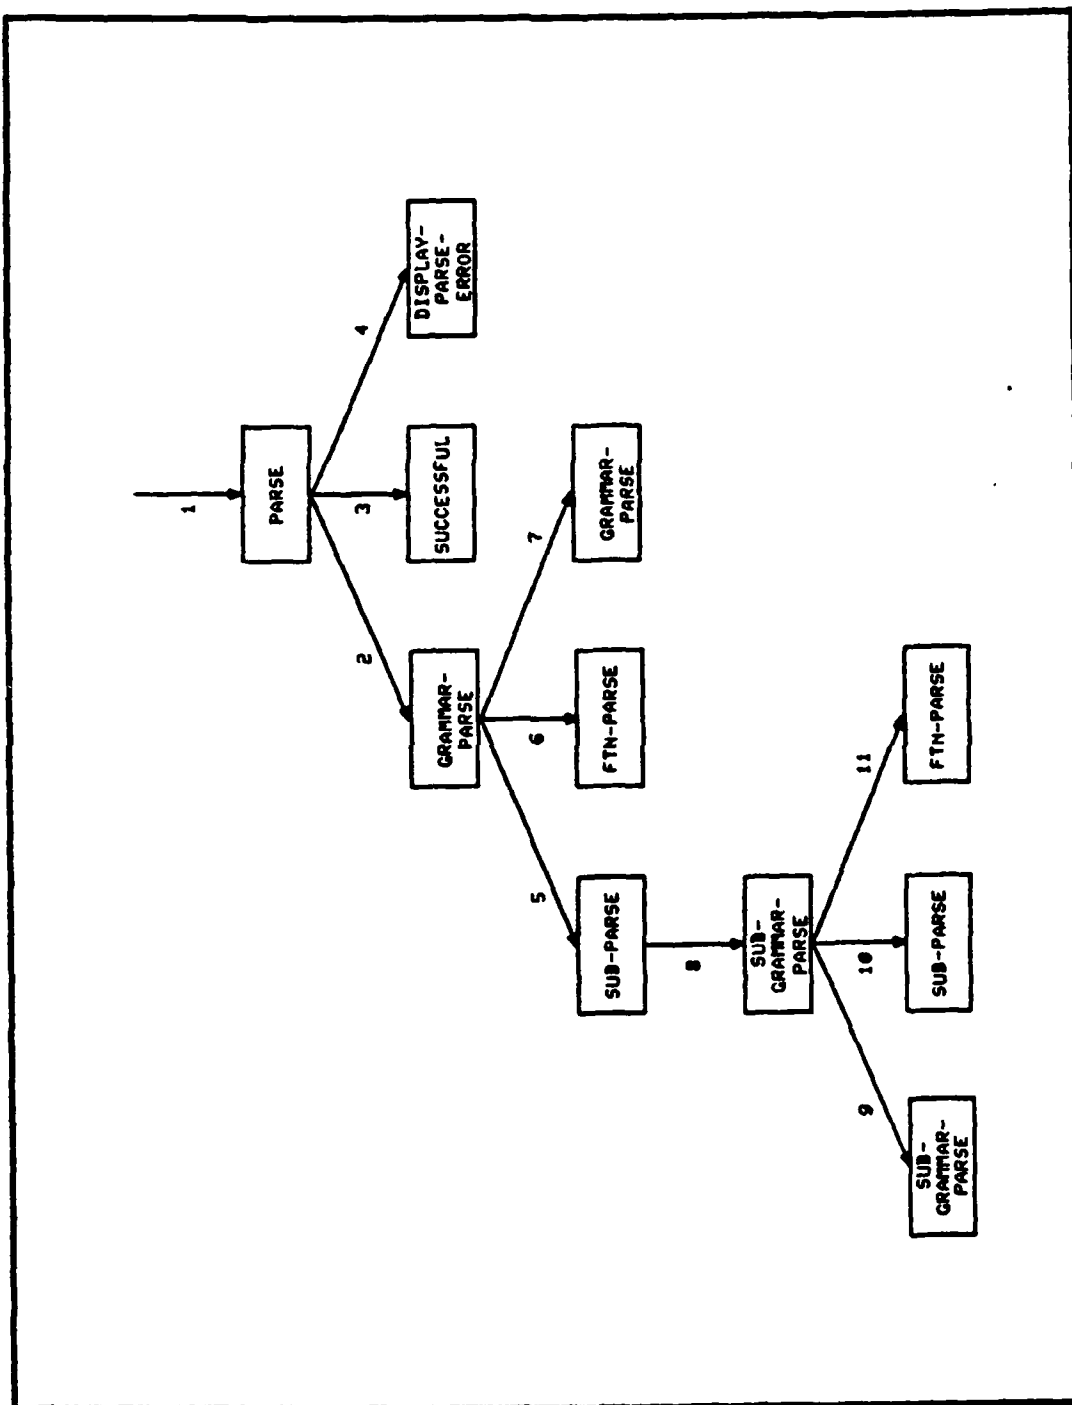 1
PARSE
2
3
4
GRAMMAR-
PARSE
SUCCESSFUL
DISPLAY-
PARSE-
ERROR
5
6
7
SUB-PARSE
FTN-PARSE
GRAMMAR-
PARSE
8
SUB-
GRAMMAR-
PARSE
9
10
11
SUB-
GRAMMAR-
PARSE
SUB-PARSE
FTN-PARSE